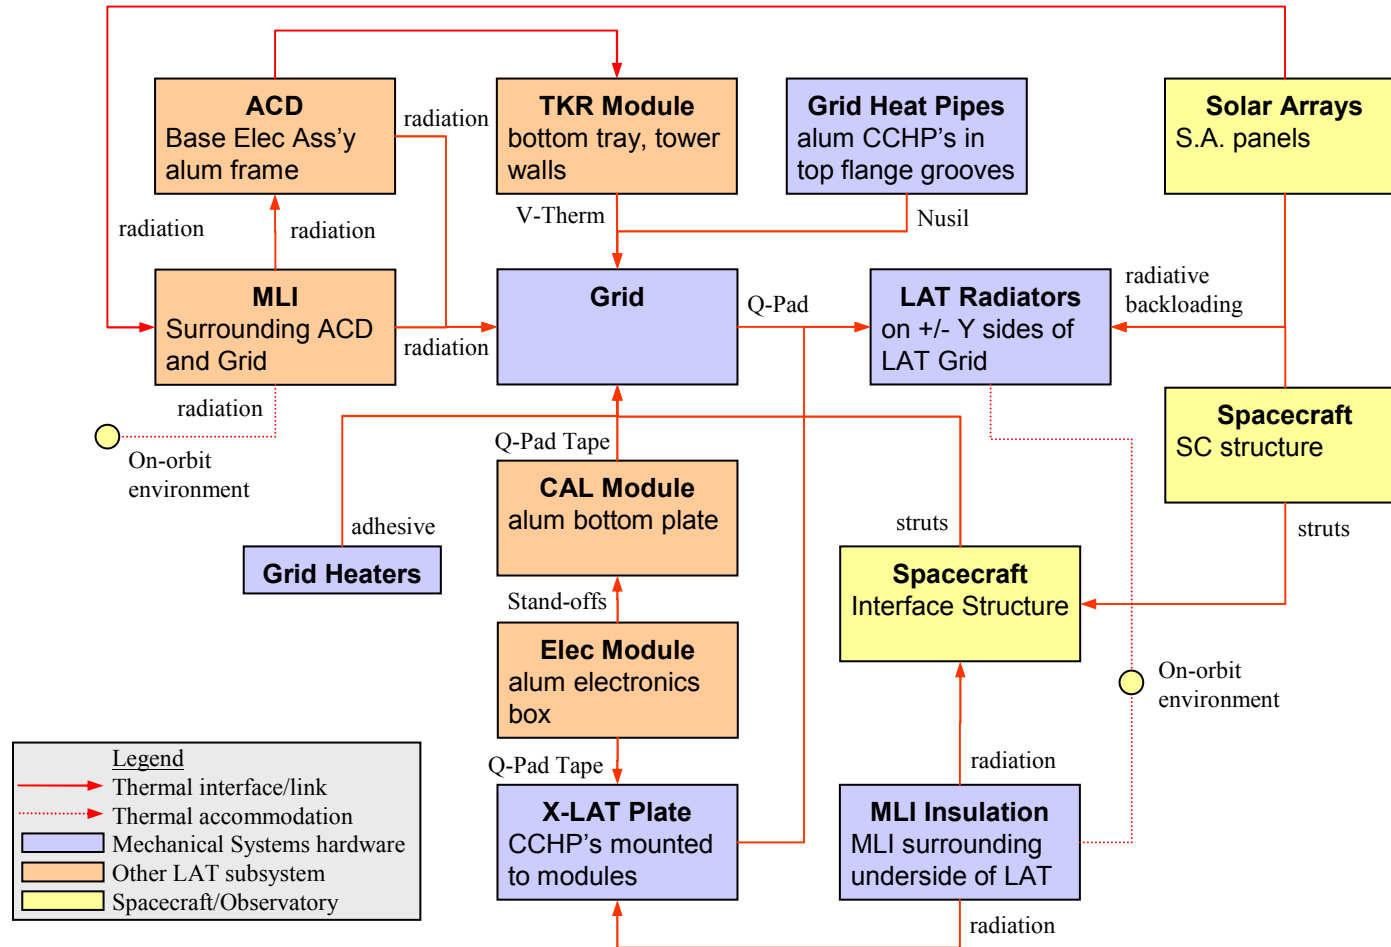 ACD
Base Elec Ass'y
alum frame
radiation
TKR Module
bottom tray, tower
walls
Grid Heat Pipes
alum CCHP's in
top flange grooves
Solar Arrays
S.A. panels
V-Therm
Nusil
radiation
radiation
MLI
Surrounding ACD
and Grid
radiation
Grid
Q-Pad
LAT Radiators
on +/- Y sides of
LAT Grid
radiative
backloading
radiation
On-orbit
environment
Q-Pad Tape
Spacecraft
SC structure
CAL Module
alum bottom plate
adhesive
Grid Heaters
struts
struts
Spacecraft
Interface Structure
Stand-offs
Elec Module
alum electronics
box
On-orbit
environment
Q-Pad Tape
radiation
X-LAT Plate
CCHP's mounted
to modules
MLI Insulation
MLI surrounding
underside of LAT
radiation
Legend
Thermal interface/link
Thermal accommodation
Mechanical Systems hardware
Other LAT subsystem
Spacecraft/Observatory